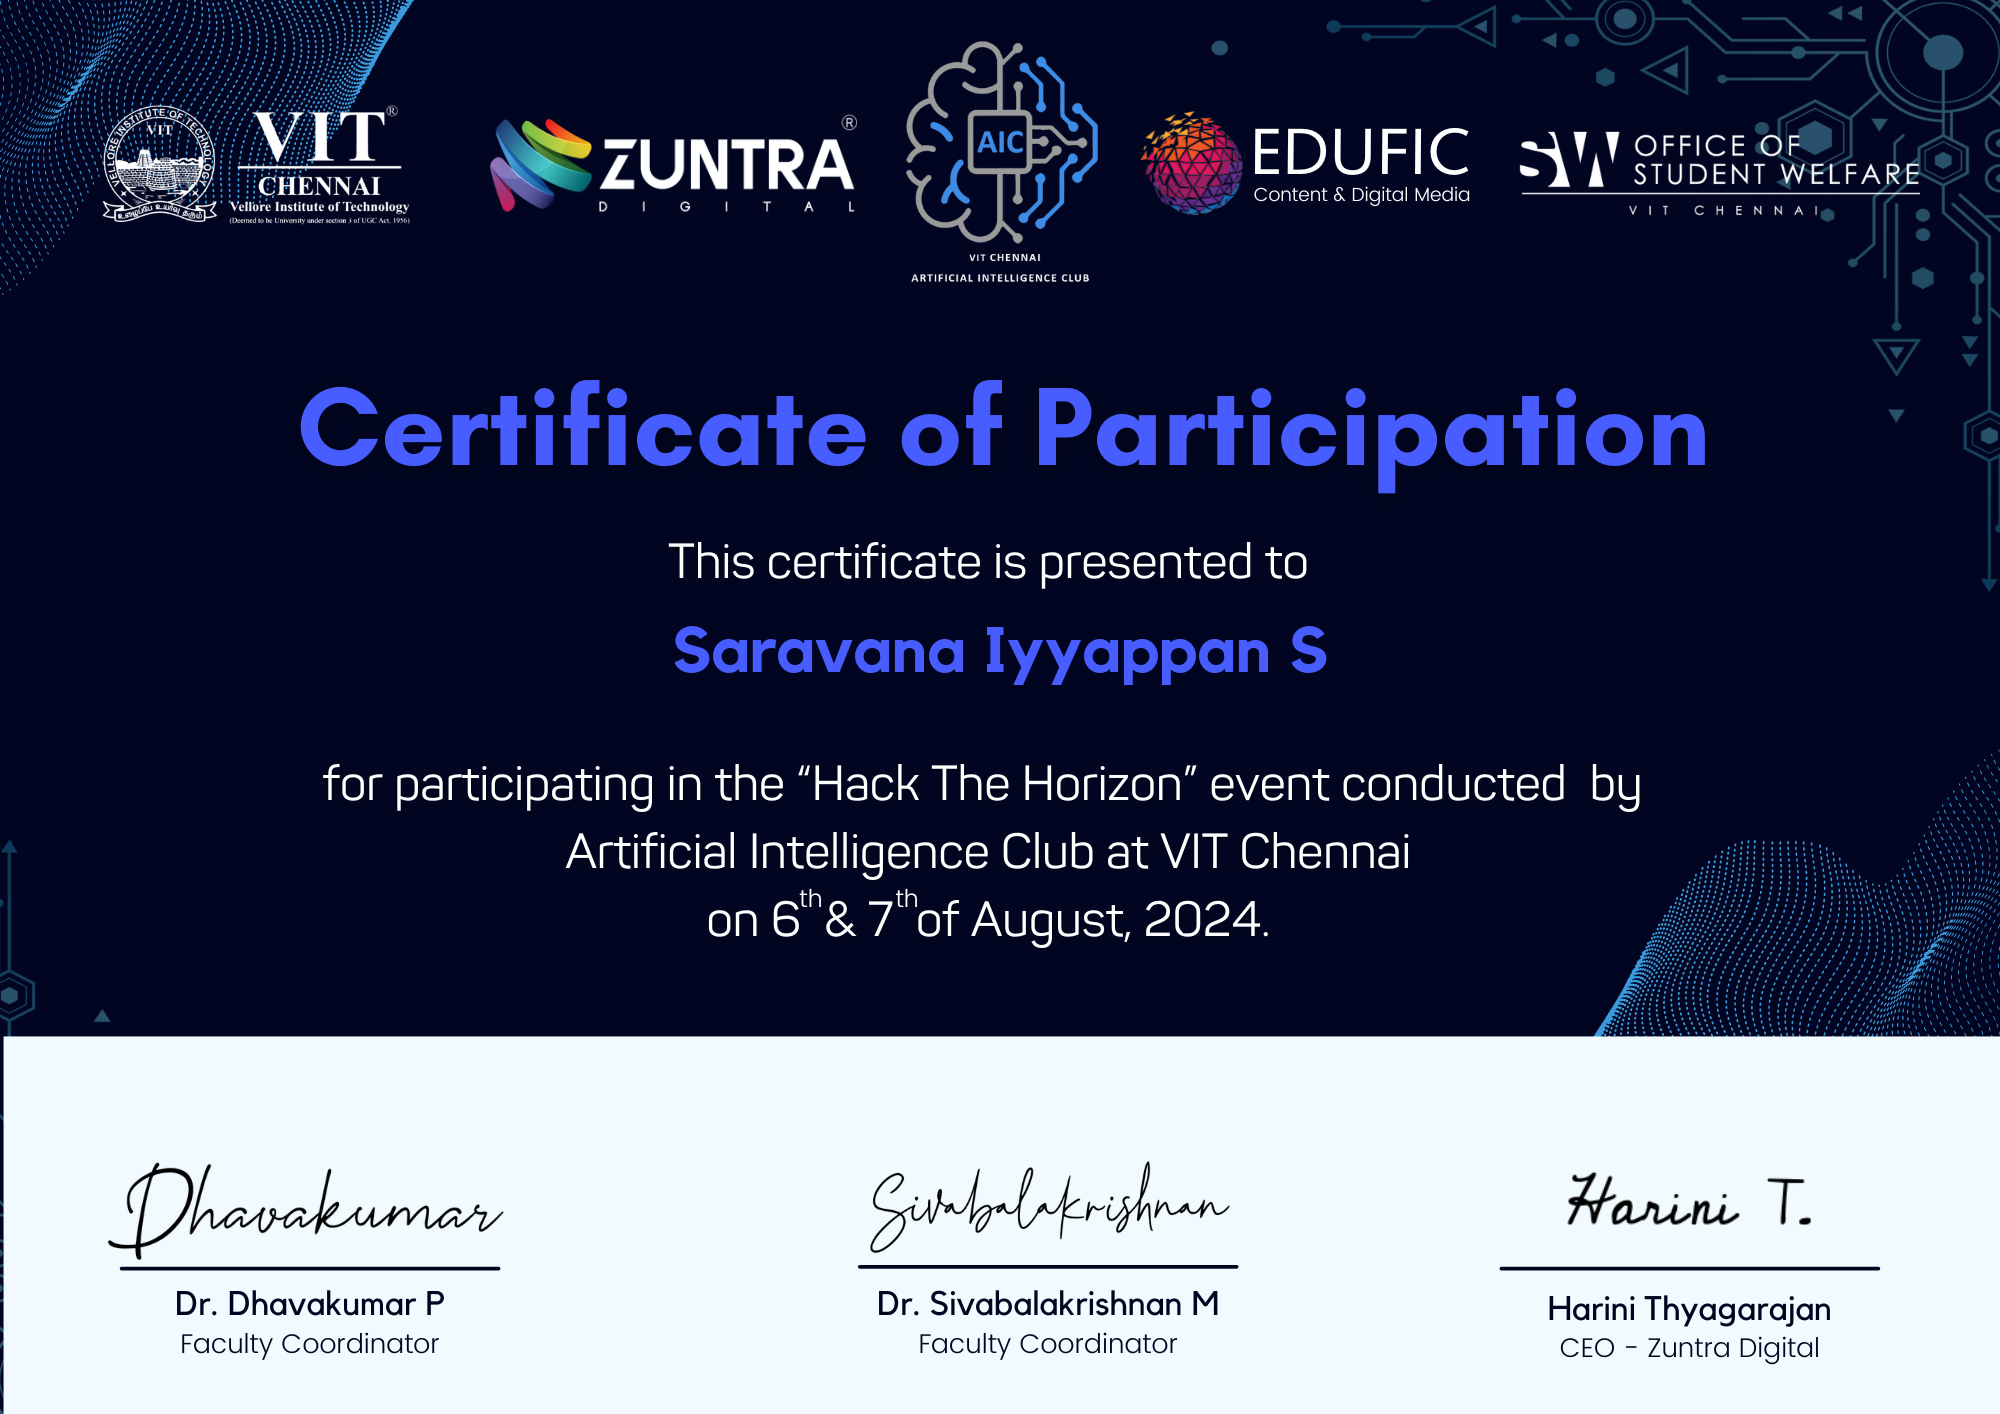 VELLORE INSTITUTE OF TECHNOLOGY
VIT
VIT®
CHENNAI
Vellore Institute of Technology
(Deemed to be University under section 3 of UGC Act, 1956)
ZUNTRA®
DIGITAL
AIC
VIT CHENNAI
ARTIFICIAL INTELLIGENCE CLUB
EDUFIC
Content & Digital Media
SW OFFICE OF
STUDENT WELFARE
VIT CHENNAI
Certificate of Participation
This certificate is presented to
Saravana Iyyappan S
for participating in the “Hack The Horizon” event conducted by
Artificial Intelligence Club at VIT Chennai
on 6th & 7th of August, 2024.
Dhavakumar
Dr. Dhavakumar P
Faculty Coordinator
Sivabalakrishnan
Dr. Sivabalakrishnan M
Faculty Coordinator
Harini T.
Harini Thyagarajan
CEO - Zuntra Digital